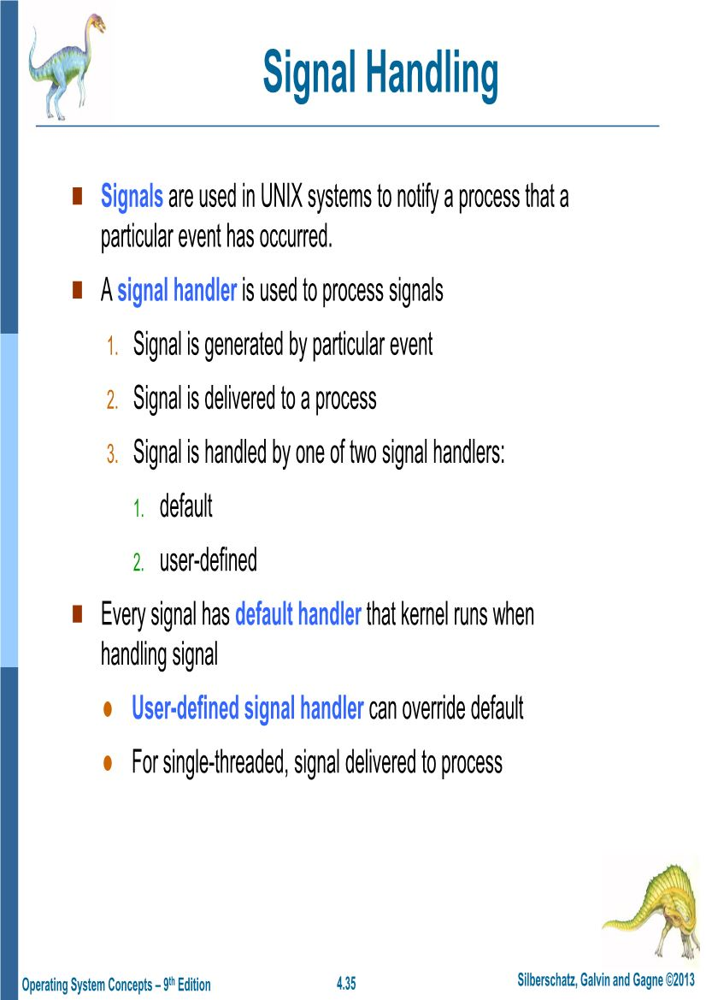 Signal Handling
Signals are used in UNIX systems to notify a process that a
particular event has occurred.
A signal handler is used to process signals
1. Signal is generated by particular event
2. Signal is delivered to a process
3. Signal is handled by one of two signal handlers:
1. default
2. user-defined
Every signal has default handler that kernel runs when
handling signal
User-defined signal handler can override default
For single-threaded, signal delivered to process
Operating System Concepts – 9th Edition
4.35
Silberschatz, Galvin and Gagne ©2013